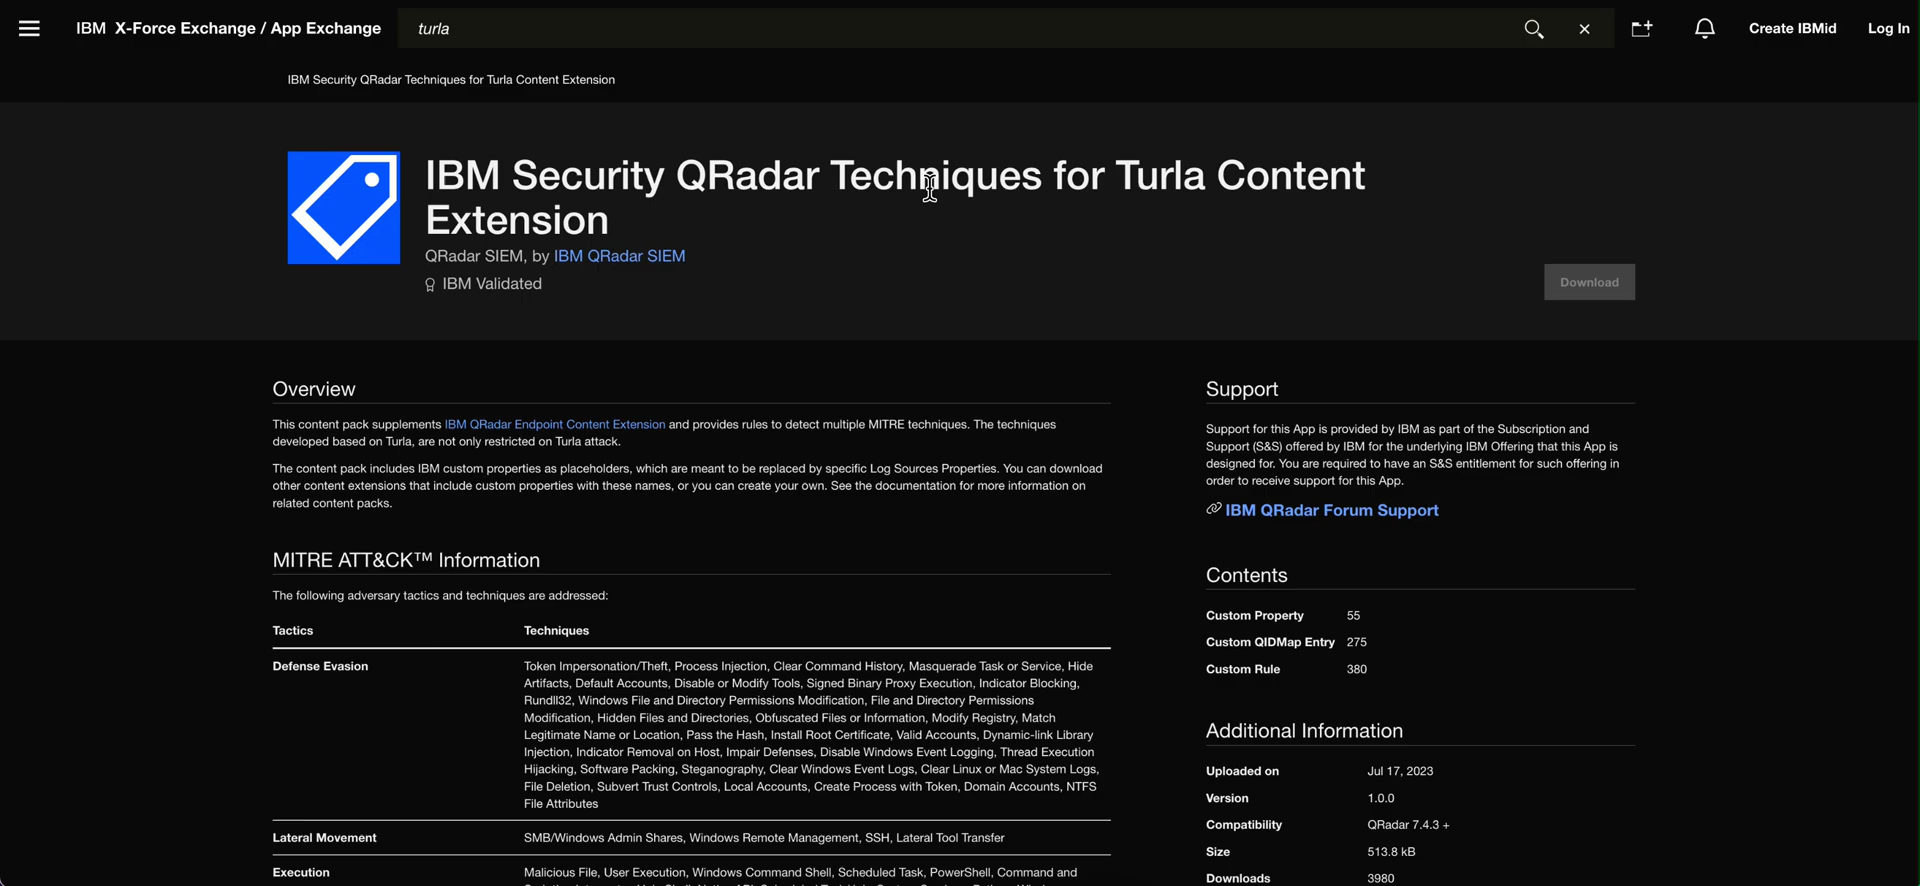 IBM X-Force Exchange / App Exchange
turla
Create IBMid
Log In
IBM Security QRadar Techniques for Turla Content Extension
IBM Security QRadar Techniques for Turla Content
Extension
QRadar SIEM, by IBM QRadar SIEM
IBM Validated
Download
Overview
This content pack supplements IBM QRadar Endpoint Content Extension and provides rules to detect multiple MITRE techniques. The techniques
developed based on Turla, are not only restricted on Turla attack.
The content pack includes IBM custom properties as placeholders, which are meant to be replaced by specific Log Sources Properties. You can download
other content extensions that include custom properties with these names, or you can create your own. See the documentation for more information on
related content packs.
MITRE ATT&CK™ Information
The following adversary tactics and techniques are addressed:
Tactics Techniques
Defense Evasion Token Impersonation/Theft, Process Injection, Clear Command History, Masquerade Task or Service, Hide
Artifacts, Default Accounts, Disable or Modify Tools, Signed Binary Proxy Execution, Indicator Blocking,
Rundll32, Windows File and Directory Permissions Modification, File and Directory Permissions
Modification, Hidden Files and Directories, Obfuscated Files or Information, Modify Registry, Match
Legitimate Name or Location, Pass the Hash, Install Root Certificate, Valid Accounts, Dynamic-link Library
Injection, Indicator Removal on Host, Impair Defenses, Disable Windows Event Logging, Thread Execution
Hijacking, Software Packing, Steganography, Clear Windows Event Logs, Clear Linux or Mac System Logs,
File Deletion, Subvert Trust Controls, Local Accounts, Create Process with Token, Domain Accounts, NTFS
File Attributes
Lateral Movement SMB/Windows Admin Shares, Windows Remote Management, SSH, Lateral Tool Transfer
Execution Malicious File, User Execution, Windows Command Shell, Scheduled Task, PowerShell, Command and
Support
Support for this App is provided by IBM as part of the Subscription and
Support (S&S) offered by IBM for the underlying IBM Offering that this App is
designed for. You are required to have an S&S entitlement for such offering in
order to receive support for this App.
IBM QRadar Forum Support
Contents
Custom Property 55
Custom QIDMap Entry 275
Custom Rule 380
Additional Information
Uploaded on Jul 17, 2023
Version 1.0.0
Compatibility QRadar 7.4.3 +
Size 513.8 kB
Downloads 3980